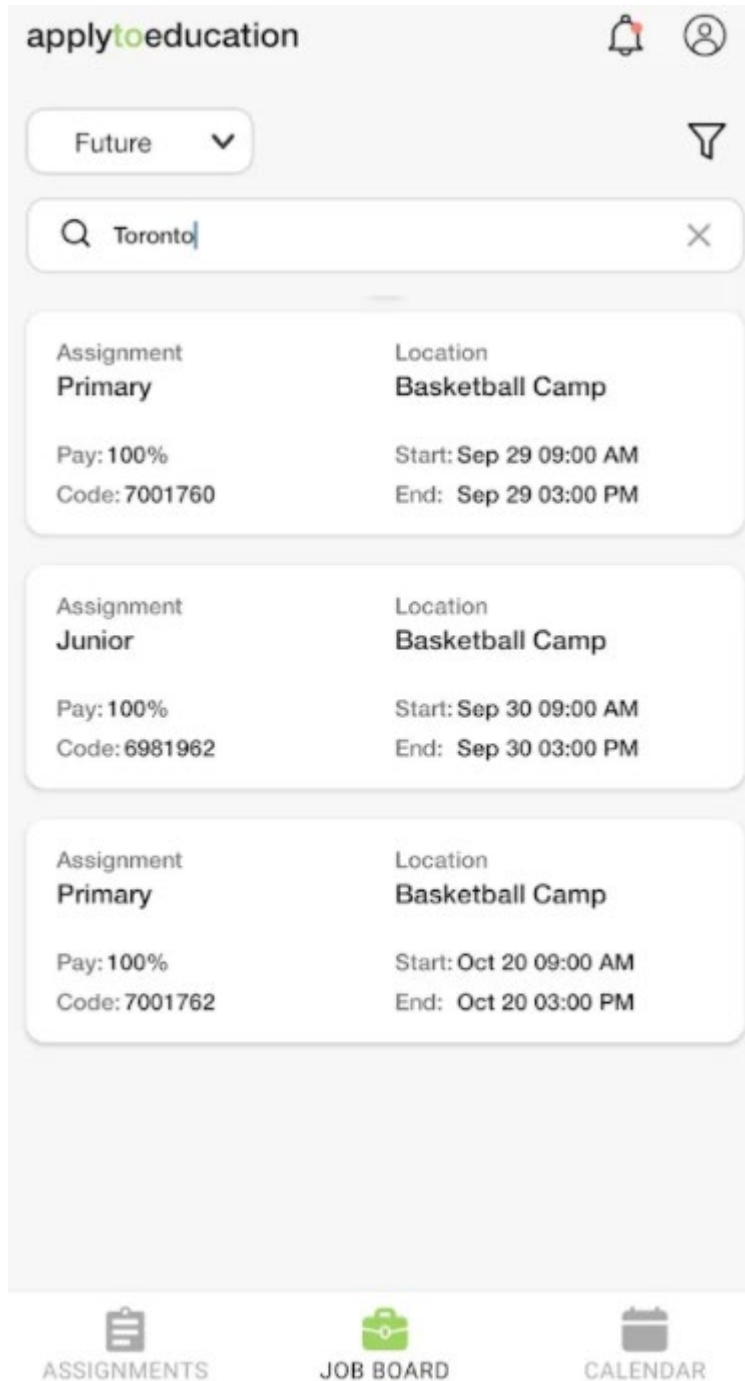 applytoeducation
Future
Toronto
Assignment Location
Primary Basketball Camp
Pay: 100% Start: Sep 29 09:00 AM
Code: 7001760 End: Sep 29 03:00 PM
Assignment Location
Junior Basketball Camp
Pay: 100% Start: Sep 30 09:00 AM
Code: 6981962 End: Sep 30 03:00 PM
Assignment Location
Primary Basketball Camp
Pay: 100% Start: Oct 20 09:00 AM
Code: 7001762 End: Oct 20 03:00 PM
ASSIGNMENTS JOB BOARD CALENDAR